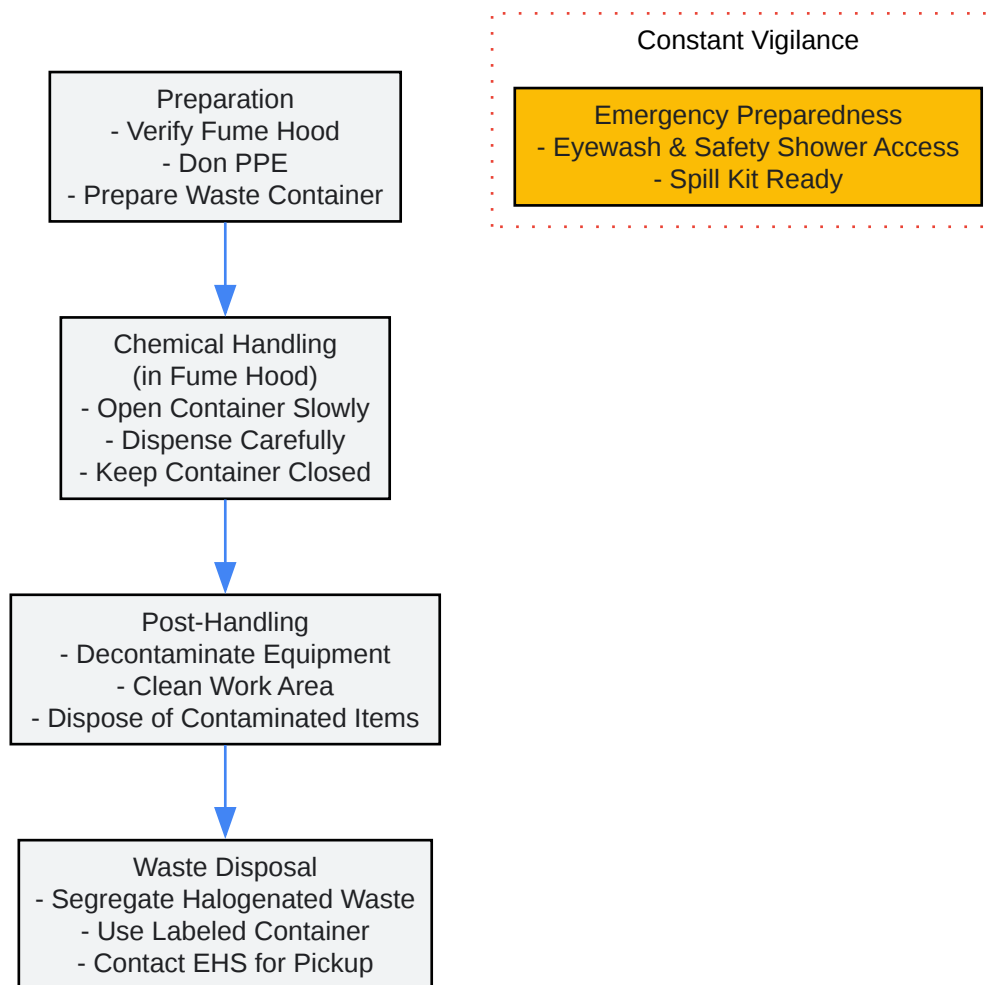 Constant Vigilance
Preparation
- Verify Fume Hood
- Don PPE
- Prepare Waste Container
Emergency Preparedness
- Eyewash & Safety Shower Access
- Spill Kit Ready
Chemical Handling
(in Fume Hood)
- Open Container Slowly
- Dispense Carefully
- Keep Container Closed
Post-Handling
- Decontaminate Equipment
- Clean Work Area
- Dispose of Contaminated Items
Waste Disposal
- Segregate Halogenated Waste
- Use Labeled Container
- Contact EHS for Pickup